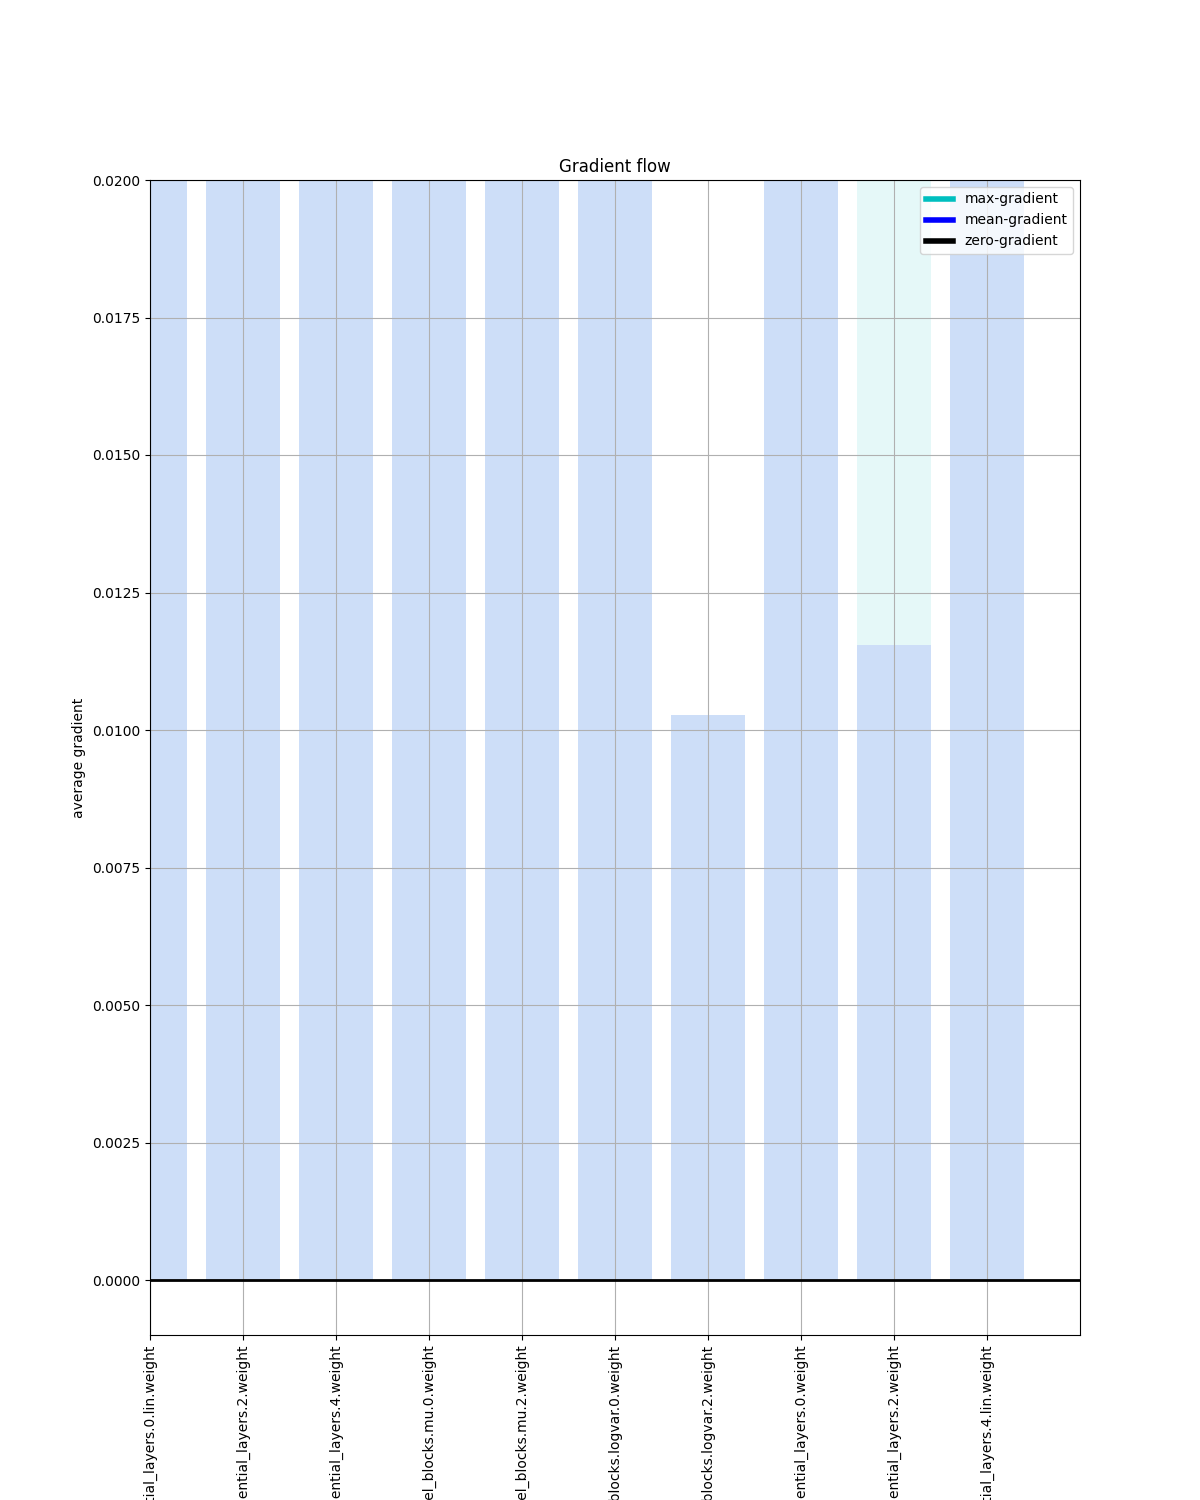 Gradient flow
max-gradient
mean-gradient
zero-gradient
0.0200
0.0175
0.0150
0.0125
0.0100
0.0075
0.0050
0.0025
0.0000
average gradient
tial_layers.0.lin.weight
ential_layers.2.weight
ential_layers.4.weight
el_blocks.mu.0.weight
el_blocks.mu.2.weight
blocks.logvar.0.weight
blocks.logvar.2.weight
ential_layers.0.weight
ential_layers.2.weight
tial_layers.4.lin.weight